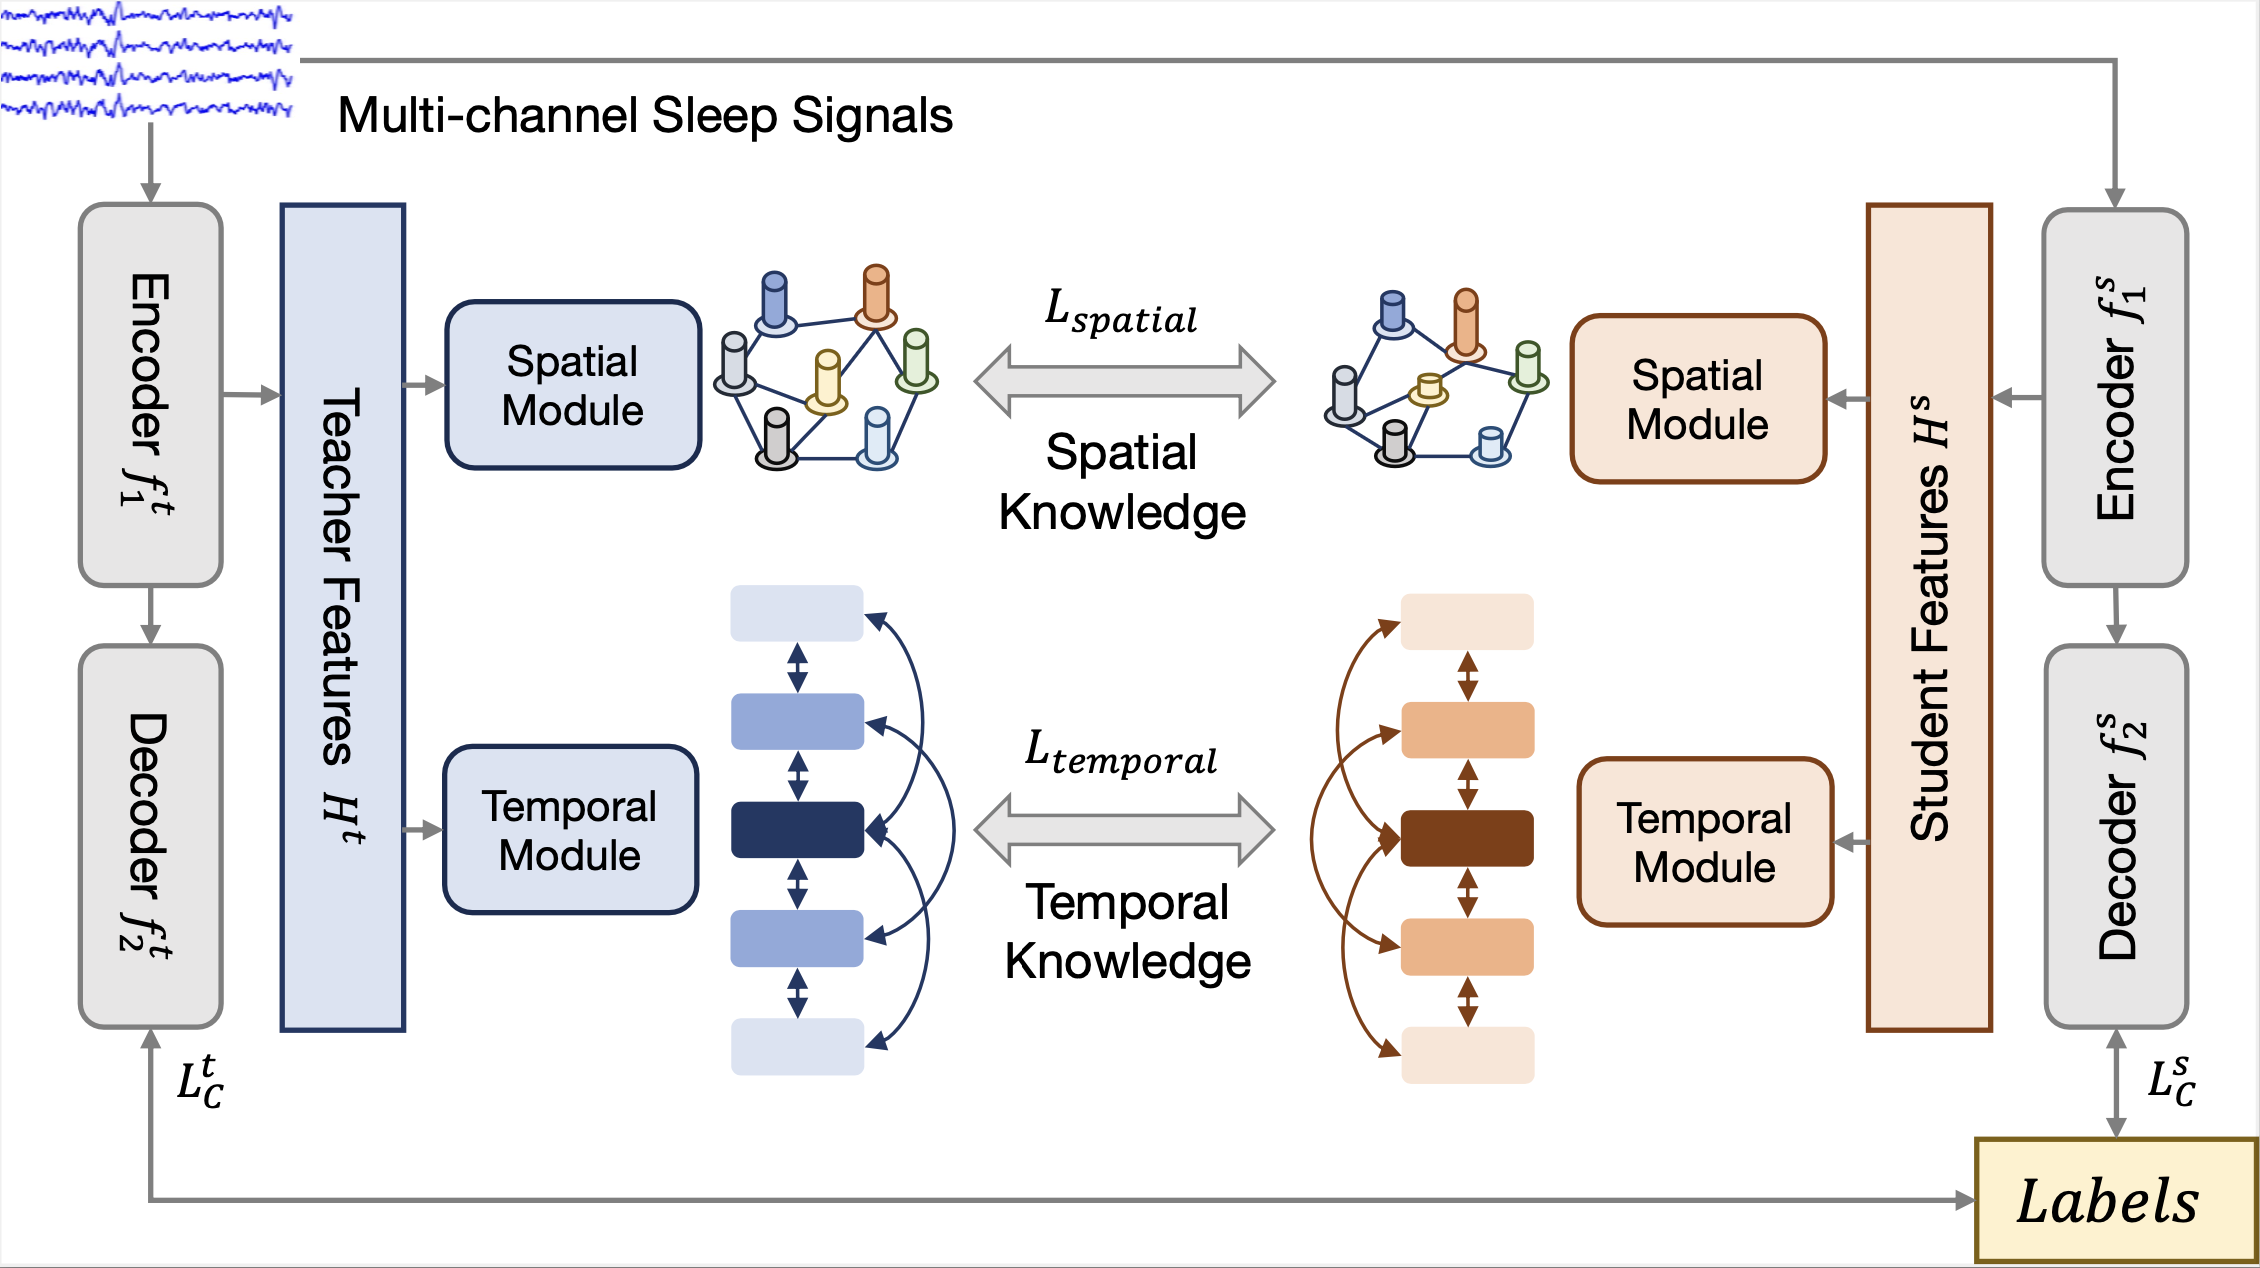 Multi-channel Sleep Signals
Encoder $f_1^t$
Decoder $f_2^t$
Teacher Features $H^t$
Spatial
Module
Temporal
Module
$L_{spatial}$
Spatial
Knowledge
$L_{temporal}$
Temporal
Knowledge
Spatial
Module
Temporal
Module
Student Features $H^s$
Encoder $f_1^s$
Decoder $f_2^s$
$L_C^t$
$L_C^s$
Labels